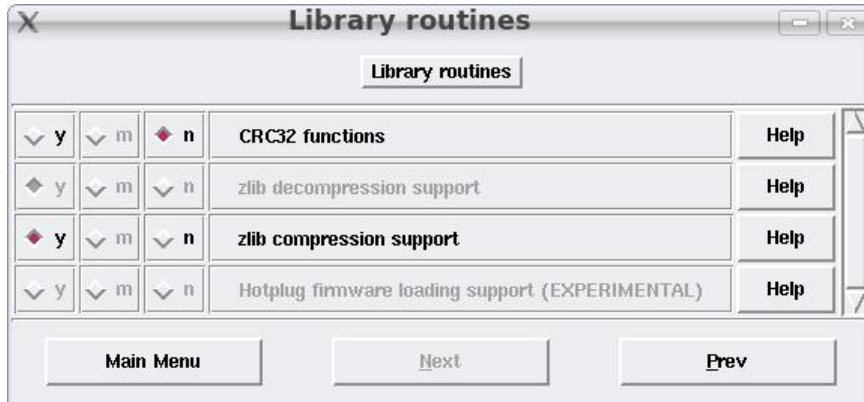 Library routines
Library routines
y m n CRC32 functions Help
y m n zlib decompression support Help
y m n zlib compression support Help
y m n Hotplug firmware loading support (EXPERIMENTAL) Help
Main Menu Next Prev